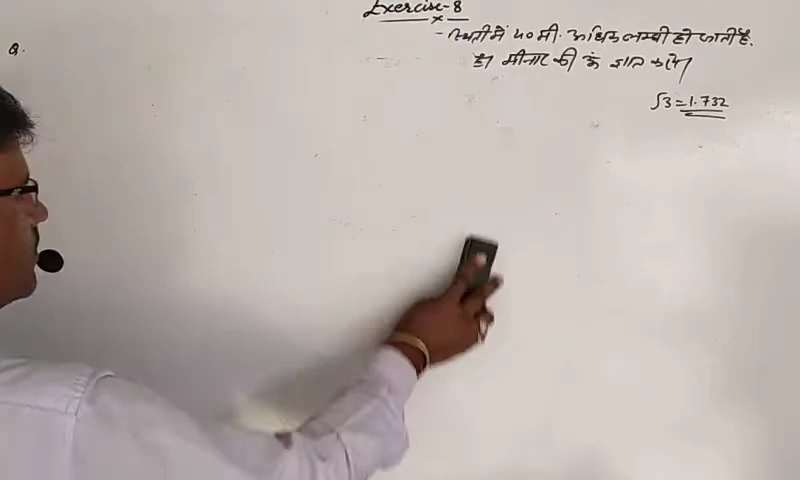 Exercise-8
x
Q.
- स्थिती में 40 मी. अधिक लम्बी हो जाती है.
है। मीनार की ऊँ ज्ञात करो।
√3 = 1.732